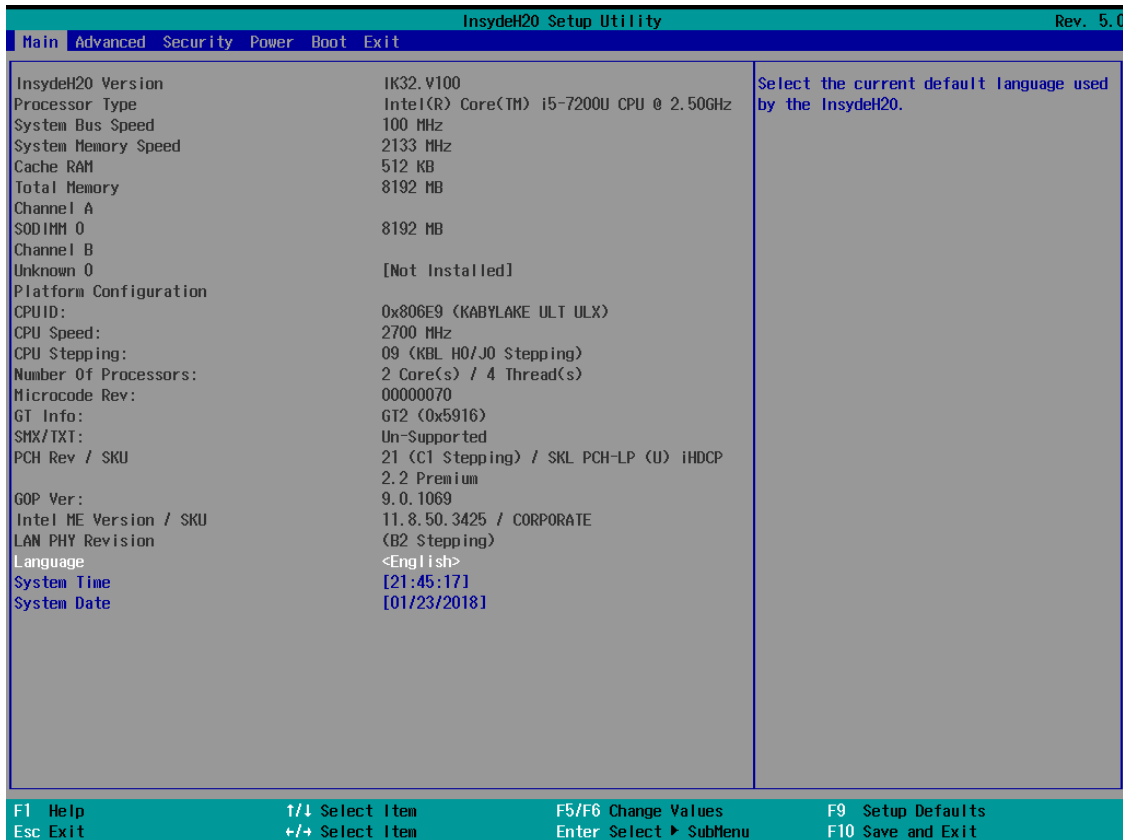 InsydeH20 Setup Utility Rev. 5.0
Main Advanced Security Power Boot Exit
InsydeH20 Version IK32.V100
Processor Type Intel(R) Core(TM) i5-7200U CPU @ 2.50GHz
System Bus Speed 100 MHz
System Memory Speed 2133 MHz
Cache RAM 512 KB
Total Memory 8192 MB
Channel A
SODIMM 0 8192 MB
Channel B
Unknown 0 [Not Installed]
Platform Configuration
CPUID: 0x806E9 (KABYLAKE ULT ULX)
CPU Speed: 2700 MHz
CPU Stepping: 09 (KBL H0/J0 Stepping)
Number Of Processors: 2 Core(s) / 4 Thread(s)
Microcode Rev: 00000070
GT Info: GT2 (0x5916)
SMX/TXT: Un-Supported
PCH Rev / SKU 21 (C1 Stepping) / SKL PCH-LP (U) iHDCP
2.2 Premium
GOP Ver: 9.0.1069
Intel ME Version / SKU 11.8.50.3425 / CORPORATE
LAN PHY Revision (B2 Stepping)
Language <English>
System Time [21:45:17]
System Date [01/23/2018]
Select the current default language used
by the InsydeH20.
F1 Help ↑/↓ Select Item F5/F6 Change Values F9 Setup Defaults
Esc Exit ←/→ Select Item Enter Select ▶ SubMenu F10 Save and Exit